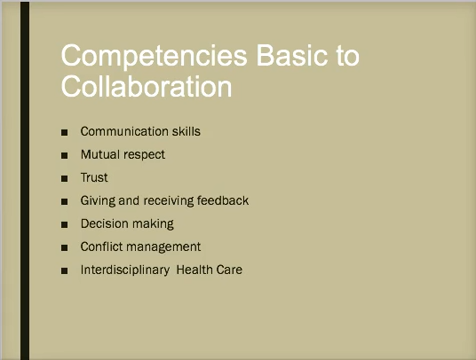 Competencies Basic to
Collaboration
■ Communication skills
■ Mutual respect
■ Trust
■ Giving and receiving feedback
■ Decision making
■ Conflict management
■ Interdisciplinary  Health Care